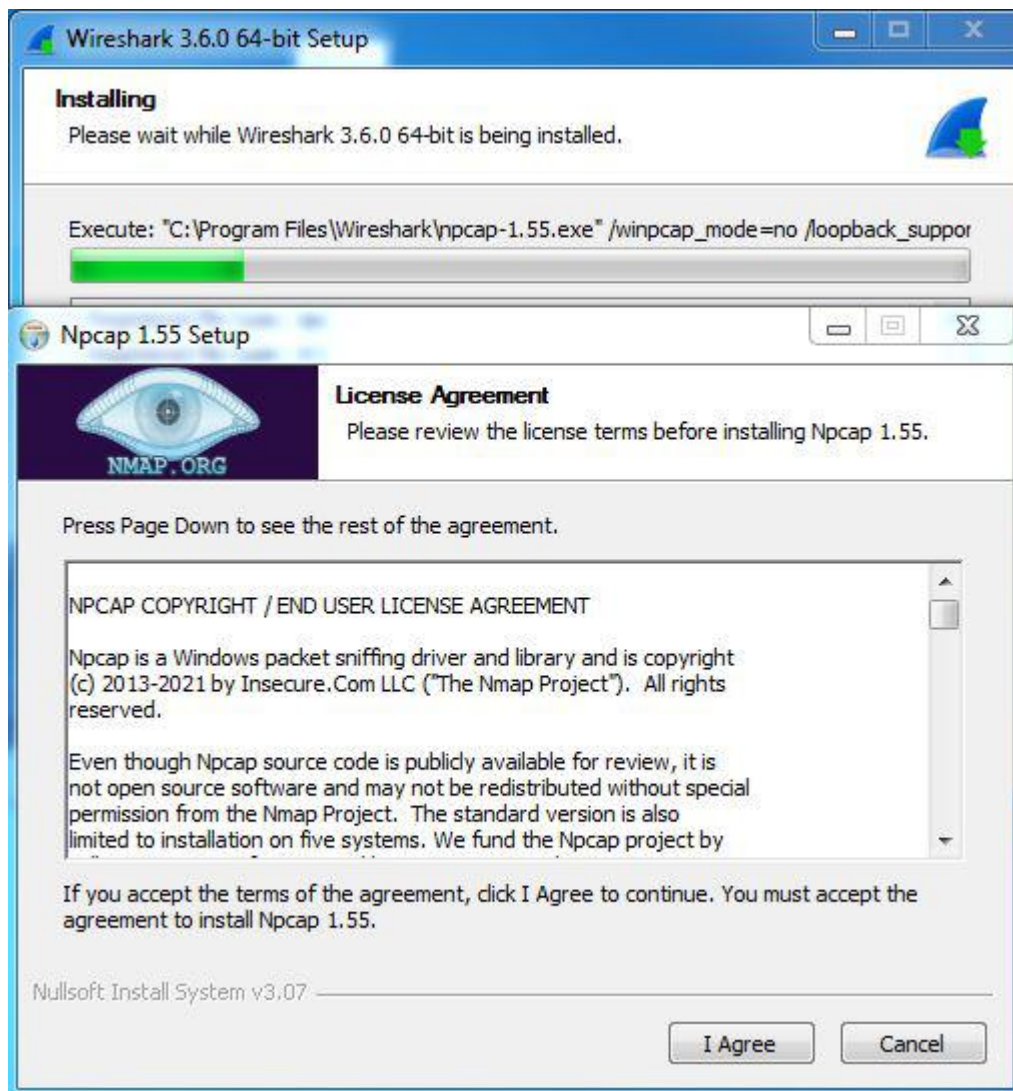 Wireshark 3.6.0 64-bit Setup
Installing
Please wait while Wireshark 3.6.0 64-bit is being installed.
Execute: "C:\Program Files\Wireshark\npcap-1.55.exe" /winpcap_mode=no /loopback_suppor
Npcap 1.55 Setup
NMAP.ORG
License Agreement
Please review the license terms before installing Npcap 1.55.
Press Page Down to see the rest of the agreement.
NPCAP COPYRIGHT / END USER LICENSE AGREEMENT
Npcap is a Windows packet sniffing driver and library and is copyright
(c) 2013-2021 by Insecure.Com LLC ("The Nmap Project").  All rights
reserved.
Even though Npcap source code is publicly available for review, it is
not open source software and may not be redistributed without special
permission from the Nmap Project.  The standard version is also
limited to installation on five systems. We fund the Npcap project by
If you accept the terms of the agreement, click I Agree to continue. You must accept the
agreement to install Npcap 1.55.
Nullsoft Install System v3.07
I Agree
Cancel